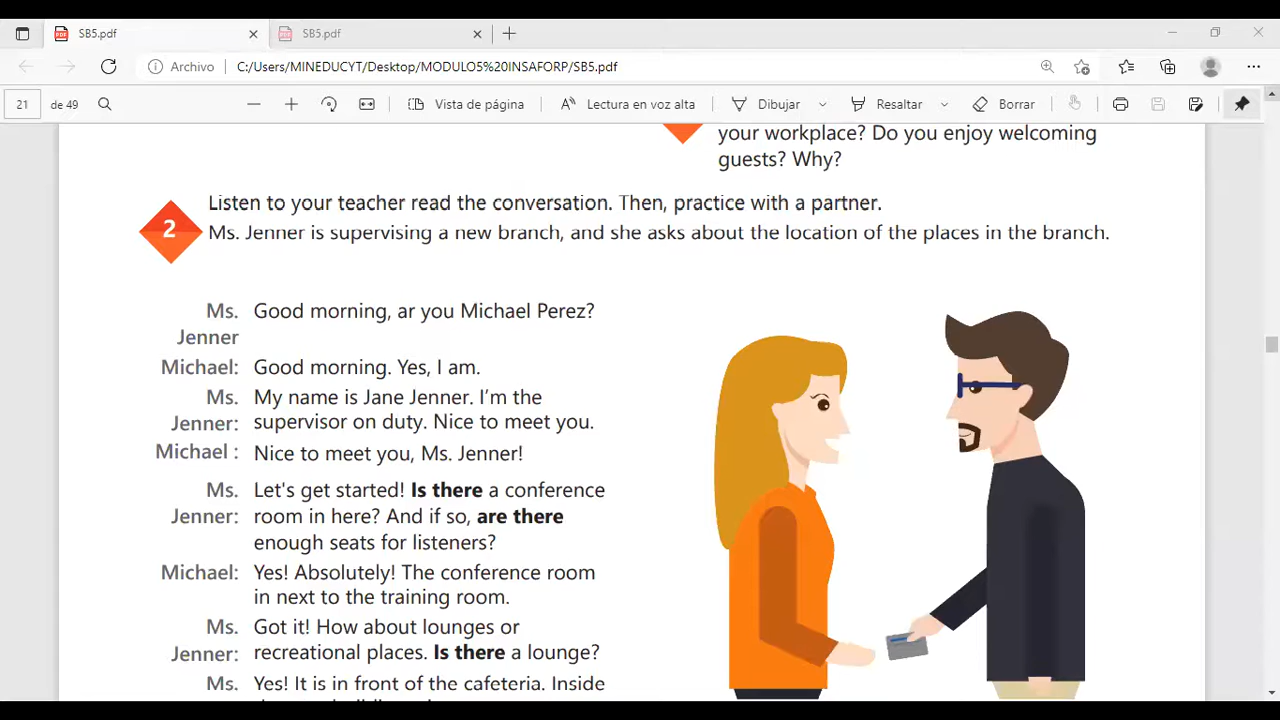 SB5.pdf
SB5.pdf
Archivo C:/Users/MINEDUCYT/Desktop/MODULO5%20INSAFORP/SB5.pdf
21 de 49 Vista de página Lectura en voz alta Dibujar Resaltar Borrar
your workplace? Do you enjoy welcoming
guests? Why?
2
Listen to your teacher read the conversation. Then, practice with a partner.
Ms. Jenner is supervising a new branch, and she asks about the location of the places in the branch.
Ms. Good morning, ar you Michael Perez?
Jenner
Michael: Good morning. Yes, I am.
Ms. My name is Jane Jenner. I'm the
Jenner: supervisor on duty. Nice to meet you.
Michael : Nice to meet you, Ms. Jenner!
Ms. Let's get started! Is there a conference
Jenner: room in here? And if so, are there
enough seats for listeners?
Michael: Yes! Absolutely! The conference room
in next to the training room.
Ms. Got it! How about lounges or
Jenner: recreational places. Is there a lounge?
Ms. Yes! It is in front of the cafeteria. Inside